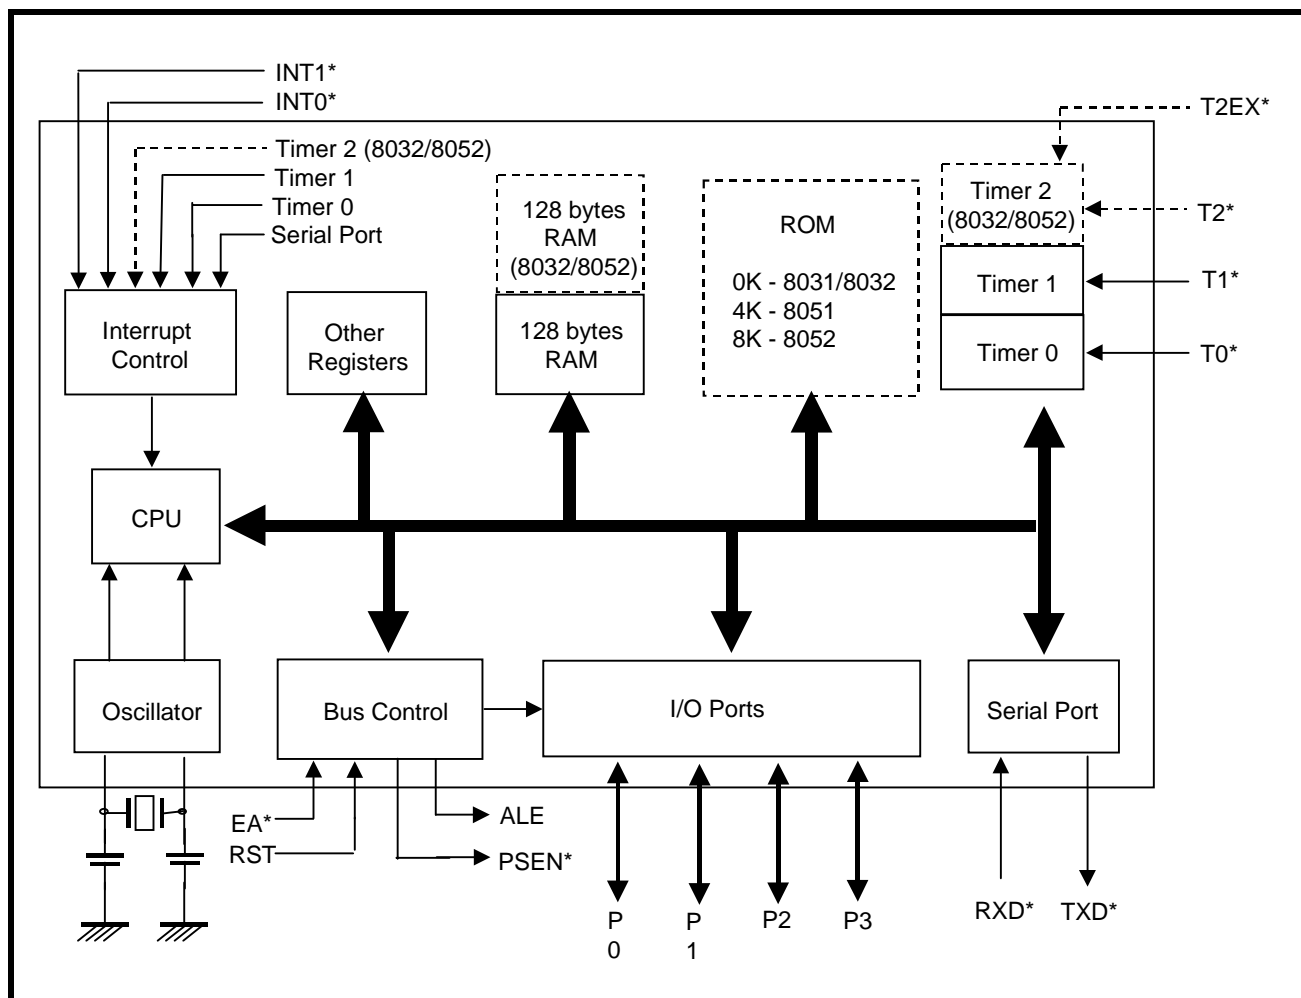 INT1*
INT0*
T2EX*
Timer 2 (8032/8052)
Timer 1
Timer 0
Serial Port
128 bytes
RAM
(8032/8052)
ROM
0K - 8031/8032
4K - 8051
8K - 8052
Timer 2
(8032/8052)
T2*
Timer 1
T1*
Timer 0
T0*
Interrupt
Control
Other
Registers
128 bytes
RAM
CPU
Oscillator
Bus Control
I/O Ports
Serial Port
EA*
RST
ALE
PSEN*
P
0
P
1
P2
P3
RXD*
TXD*